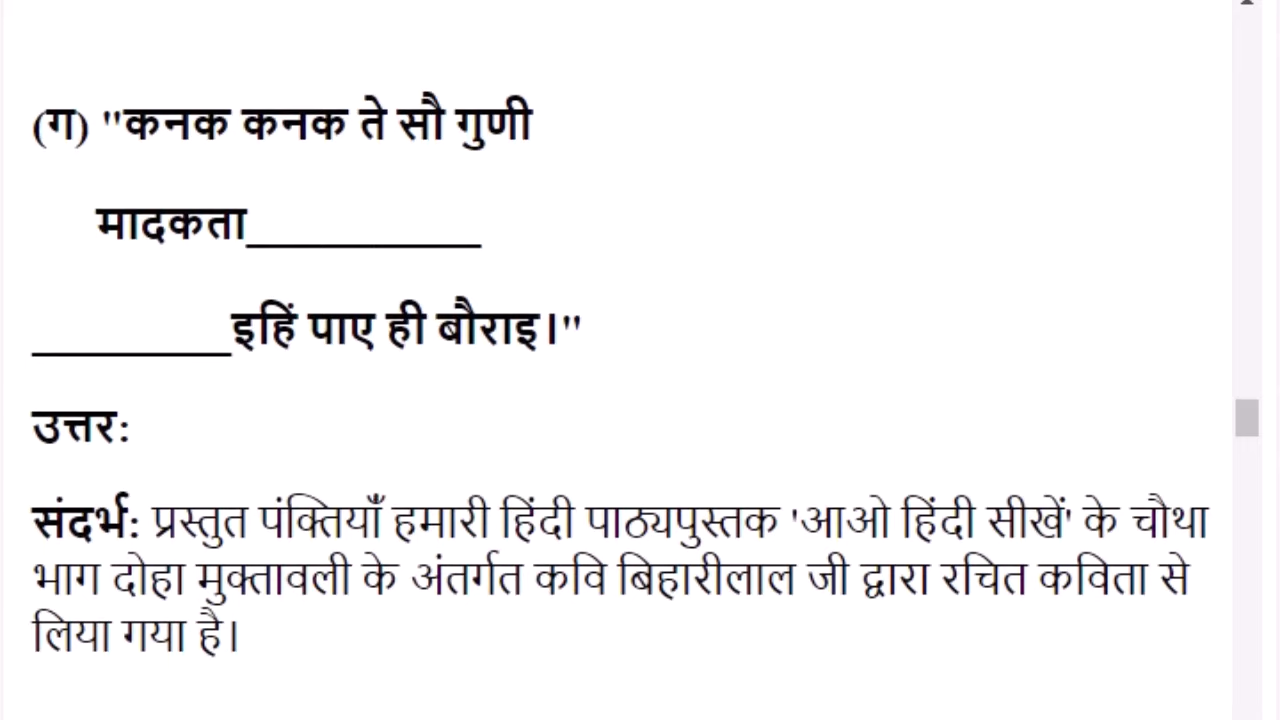 (ग) "कनक कनक ते सौ गुणी
मादकता__________
_________इहिं पाए ही बौराइ।"
उत्तर:
संदर्भ: प्रस्तुत पंक्तियाँ हमारी हिंदी पाठ्यपुस्तक 'आओ हिंदी सीखें' के चौथा
भाग दोहा मुक्तावली के अंतर्गत कवि बिहारीलाल जी द्वारा रचित कविता से
लिया गया है।